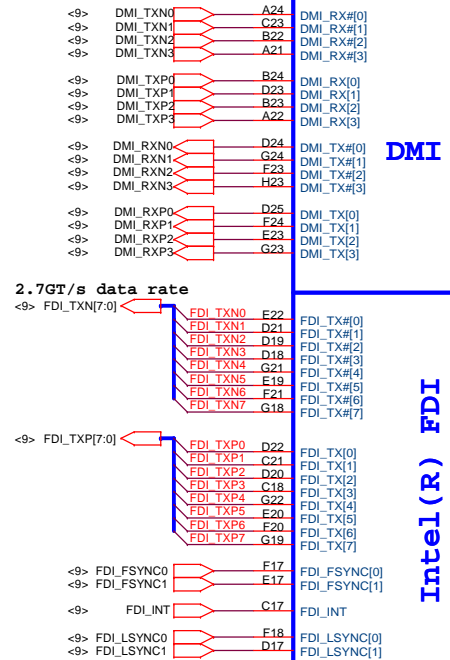 <9> DMI_TXN0 A24 DMI_RX#[0]
<9> DMI_TXN1 C23 DMI_RX#[1]
<9> DMI_TXN2 B22 DMI_RX#[2]
<9> DMI_TXN3 A21 DMI_RX#[3]
<9> DMI_TXP0 B24 DMI_RX[0]
<9> DMI_TXP1 D23 DMI_RX[1]
<9> DMI_TXP2 B23 DMI_RX[2]
<9> DMI_TXP3 A22 DMI_RX[3]
DMI
<9> DMI_RXN0 D24 DMI_TX#[0]
<9> DMI_RXN1 G24 DMI_TX#[1]
<9> DMI_RXN2 F23 DMI_TX#[2]
<9> DMI_RXN3 H23 DMI_TX#[3]
<9> DMI_RXP0 D25 DMI_TX[0]
<9> DMI_RXP1 F24 DMI_TX[1]
<9> DMI_RXP2 E23 DMI_TX[2]
<9> DMI_RXP3 G23 DMI_TX[3]
2.7GT/s data rate
<9> FDI_TXN[7:0]
FDI_TXN0 E22 FDI_TX#[0]
FDI_TXN1 D21 FDI_TX#[1]
FDI_TXN2 D19 FDI_TX#[2]
FDI_TXN3 D18 FDI_TX#[3]
FDI_TXN4 G21 FDI_TX#[4]
FDI_TXN5 E19 FDI_TX#[5]
FDI_TXN6 F21 FDI_TX#[6]
FDI_TXN7 G18 FDI_TX#[7]
Intel(R) FDI
<9> FDI_TXP[7:0]
FDI_TXP0 D22 FDI_TX[0]
FDI_TXP1 C21 FDI_TX[1]
FDI_TXP2 D20 FDI_TX[2]
FDI_TXP3 C18 FDI_TX[3]
FDI_TXP4 G22 FDI_TX[4]
FDI_TXP5 E20 FDI_TX[5]
FDI_TXP6 F20 FDI_TX[6]
FDI_TXP7 G19 FDI_TX[7]
<9> FDI_FSYNC0 F17 FDI_FSYNC[0]
<9> FDI_FSYNC1 E17 FDI_FSYNC[1]
<9> FDI_INT C17 FDI_INT
<9> FDI_LSYNC0 F18 FDI_LSYNC[0]
<9> FDI_LSYNC1 D17 FDI_LSYNC[1]